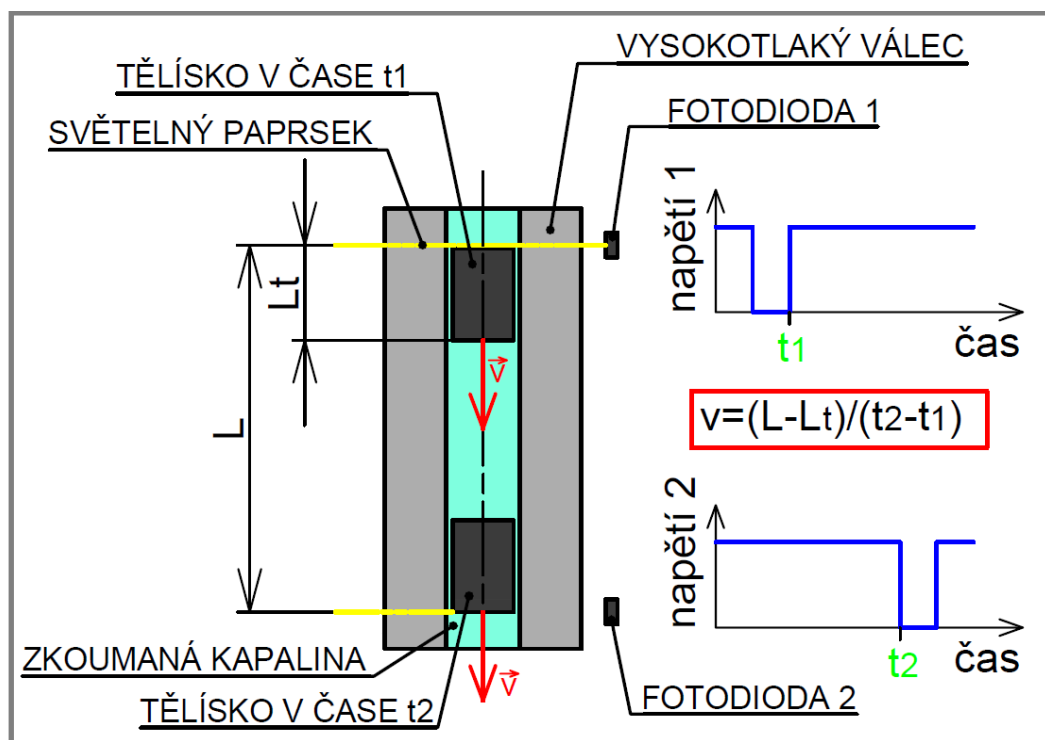 VYSOKOTLAKÝ VÁLEC
TĚLÍSKO V ČASE t1
FOTODIODA 1
SVĚTELNÝ PAPRSEK
napětí 1
Lt
t1
čas
v
L
v=(L-Lt)/(t2-t1)
napětí 2
ZKOUMANÁ KAPALINA
t2
čas
v
TĚLÍSKO V ČASE t2
FOTODIODA 2